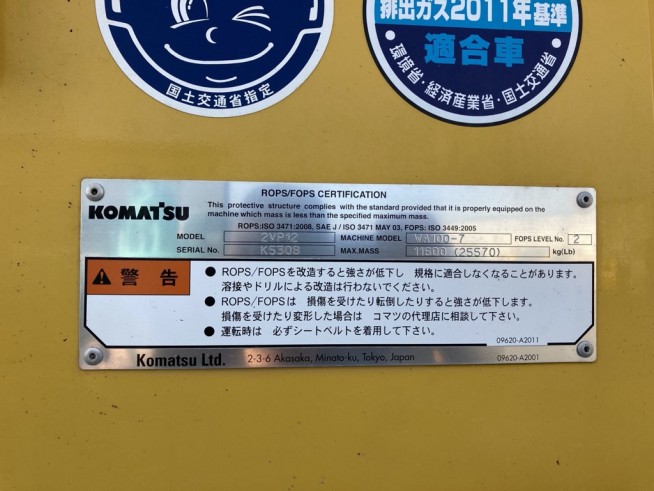 国土交通省指定
排出ガス2011年基準
適合車
・環境省・経済産業省・国土交通省
ROPS/FOPS CERTIFICATION
KOMATSU
This protective structure complies with the standard provided that it is properly equipped on the
machine which mass is less than the specified maximum mass.
ROPS:ISO 3471:2008, SAE J / ISO 3471 MAY 03, FOPS: ISO 3449:2005
MODEL MACHINE MODEL WA100-7 FOPS LEVEL No. 2
SERIAL No. K5308 MAX.MASS 11600 (25570) kg(Lb)
警告
● ROPS/FOPSを改造すると強さが低下し 規格に適合しなくなることがあります。
溶接やドリルによる改造は行わないでください。
● ROPS/FOPSは 損傷を受けたり転倒したりすると強さが低下します。
損傷を受けたり変形した場合は コマツの代理店に相談して下さい。
● 運転時は 必ずシートベルトを着用して下さい。
09620-A2011
Komatsu Ltd. 2-3-6 Akasaka, Minato-ku, Tokyo, Japan 09620-A2001